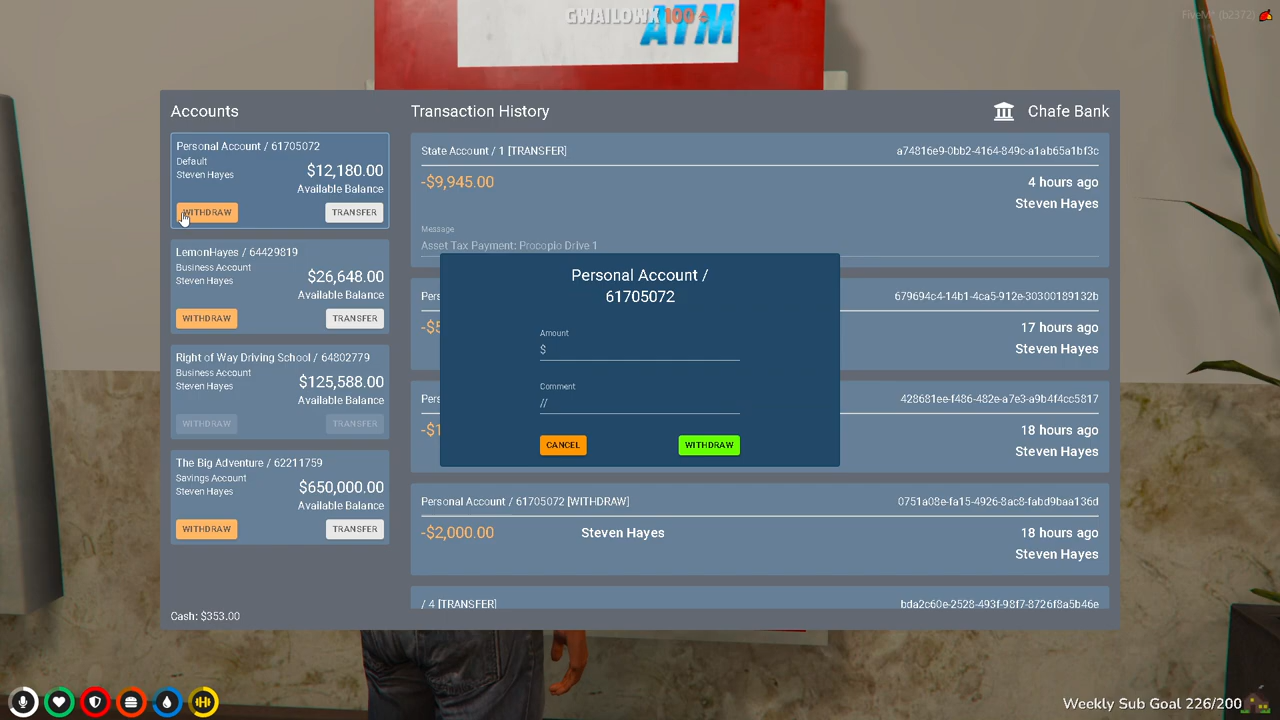 GWAILOWX 100
ATM
FiveM® (b2372)
Accounts
Personal Account / 61705072
Default
Steven Hayes
$12,180.00
Available Balance
WITHDRAW
TRANSFER
LemonHayes / 64429819
Business Account
Steven Hayes
$26,648.00
Available Balance
WITHDRAW
TRANSFER
Right of Way Driving School / 64802779
Business Account
Steven Hayes
$125,588.00
Available Balance
WITHDRAW
TRANSFER
The Big Adventure / 62211759
Savings Account
Steven Hayes
$650,000.00
Available Balance
WITHDRAW
TRANSFER
Cash: $353.00
Transaction History
Chafe Bank
State Account / 1 [TRANSFER]
a74816e9-0bb2-4164-849c-a1ab65a1bf3c
-$9,945.00
4 hours ago
Steven Hayes
Message
Asset Tax Payment: Procopio Drive 1
Pers
679694c4-14b1-4ca5-912e-30300189132b
-$5
17 hours ago
Steven Hayes
Pers
428681ee-f486-482e-a7e3-a9b4f4cc5817
-$1
18 hours ago
Steven Hayes
Personal Account / 61705072 [WITHDRAW]
0751a08e-fa15-4926-8ac8-fabd9baa136d
-$2,000.00
Steven Hayes
18 hours ago
Steven Hayes
/ 4 [TRANSFER]
bda2c60e-2528-493f-98f7-8726f8a5b46e
Personal Account /
61705072
Amount
$
Comment
//
CANCEL
WITHDRAW
Weekly Sub Goal 226/200